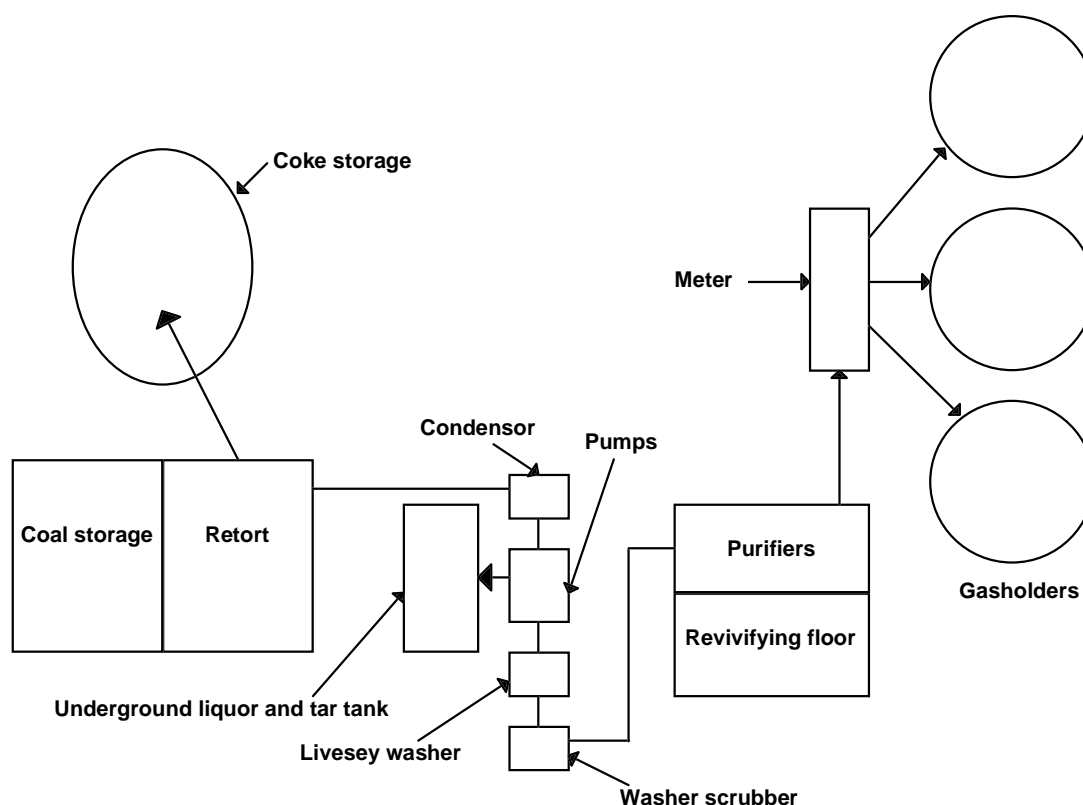 Coke storage
Meter
Condensor
Pumps
Coal storage
Retort
Purifiers
Gasholders
Revivifying floor
Underground liquor and tar tank
Livesey washer
Washer scrubber